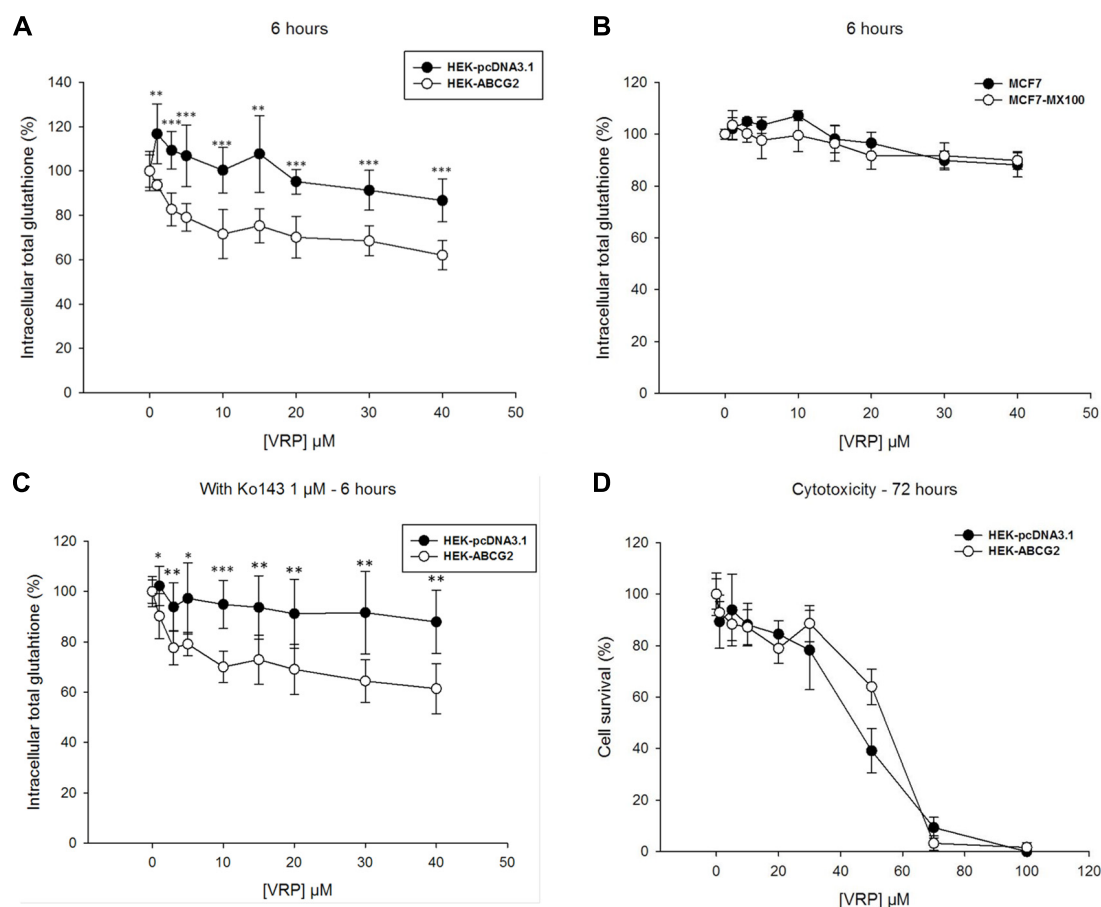 A
6 hours
HEK-pcDNA3.1
HEK-ABCG2
Intracellular total glutathione (%)
140
120
100
80
60
40
20
0
** *** *** *** ** *** *** ***
0 10 20 30 40 50
[VRP] µM
B
6 hours
MCF7
MCF7-MX100
Intracellular total glutathione (%)
120
100
80
60
40
20
0
0 10 20 30 40 50
[VRP] µM
C
With Ko143 1 µM - 6 hours
HEK-pcDNA3.1
HEK-ABCG2
Intracellular total glutathione (%)
120
100
80
60
40
20
0
* ** * *** ** ** ** **
0 10 20 30 40 50
[VRP] µM
D
Cytotoxicity - 72 hours
HEK-pcDNA3.1
HEK-ABCG2
Cell survival (%)
120
100
80
60
40
20
0
0 20 40 60 80 100 120
[VRP] µM